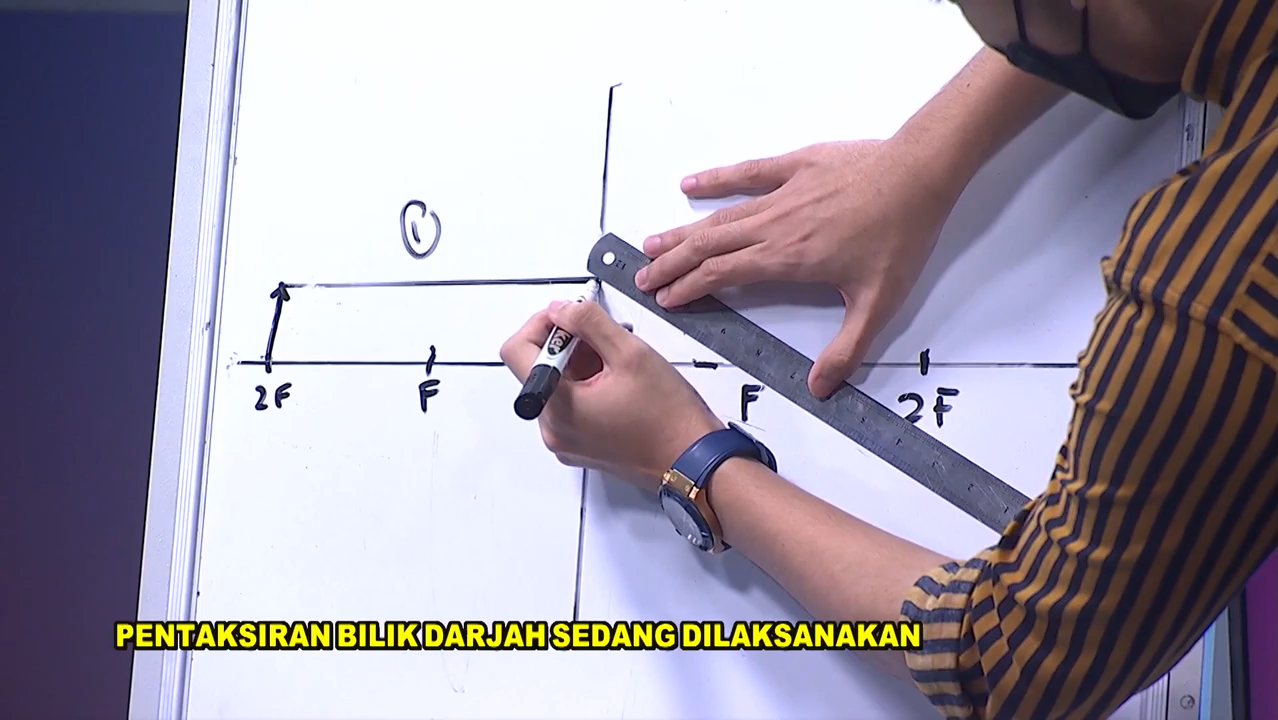 1
2F F F 2F
PENTAKSIRAN BILIK DARJAH SEDANG DILAKSANAKAN